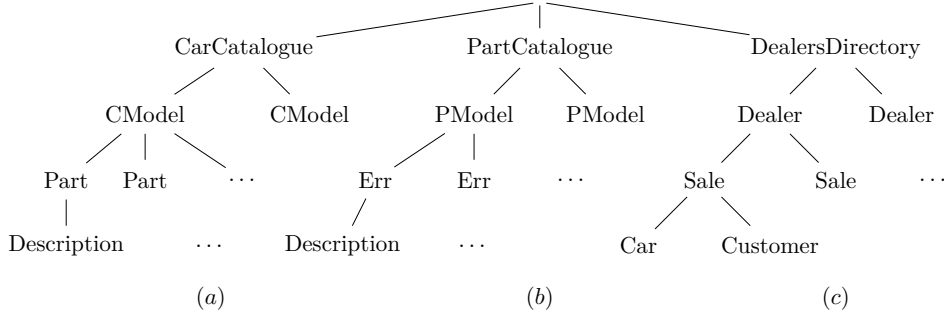 CarCatalogue PartCatalogue DealersDirectory
CModel CModel PModel PModel Dealer Dealer
Part Part ··· Err Err ··· Sale Sale ···
Description ··· Description ··· Car Customer
(a) (b) (c)